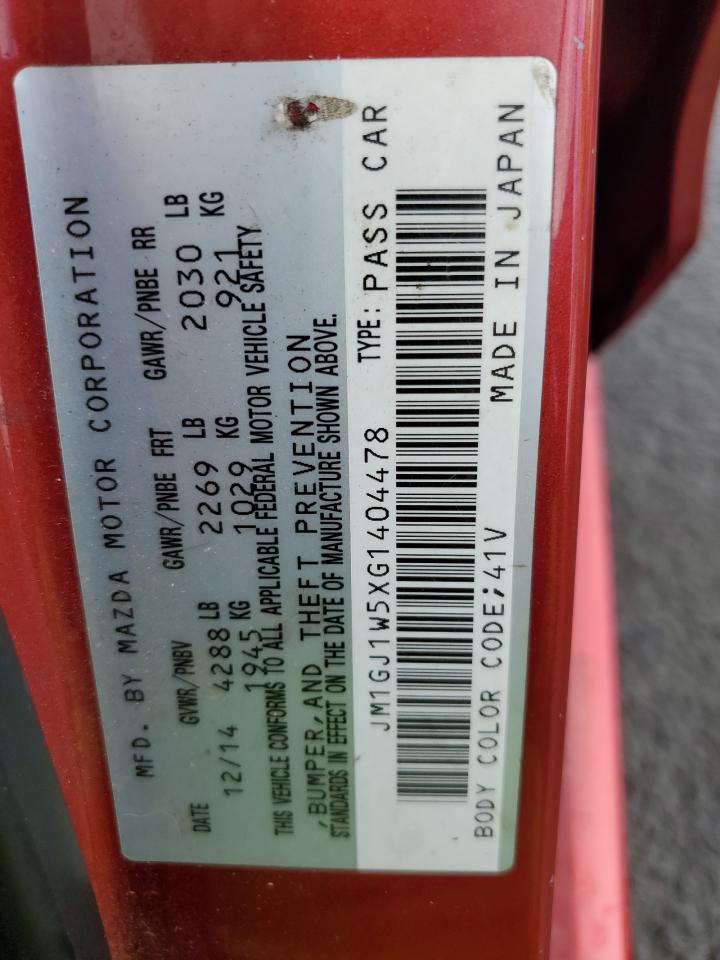 MFD. BY MAZDA MOTOR CORPORATION
DATE GVWR/PNBV GAWR/PNBE FRT GAWR/PNBE RR
12/14 4288 LB 2269 LB 2030 LB
1945 KG 1029 KG 921 KG
THIS VEHICLE CONFORMS TO ALL APPLICABLE FEDERAL MOTOR VEHICLE SAFETY
,BUMPER,AND THEFT PREVENTION
STANDARDS IN EFFECT ON THE DATE OF MANUFACTURE SHOWN ABOVE.
JM1GJ1W5XG1404478 TYPE: PASS CAR
BODY COLOR CODE;41V MADE IN JAPAN